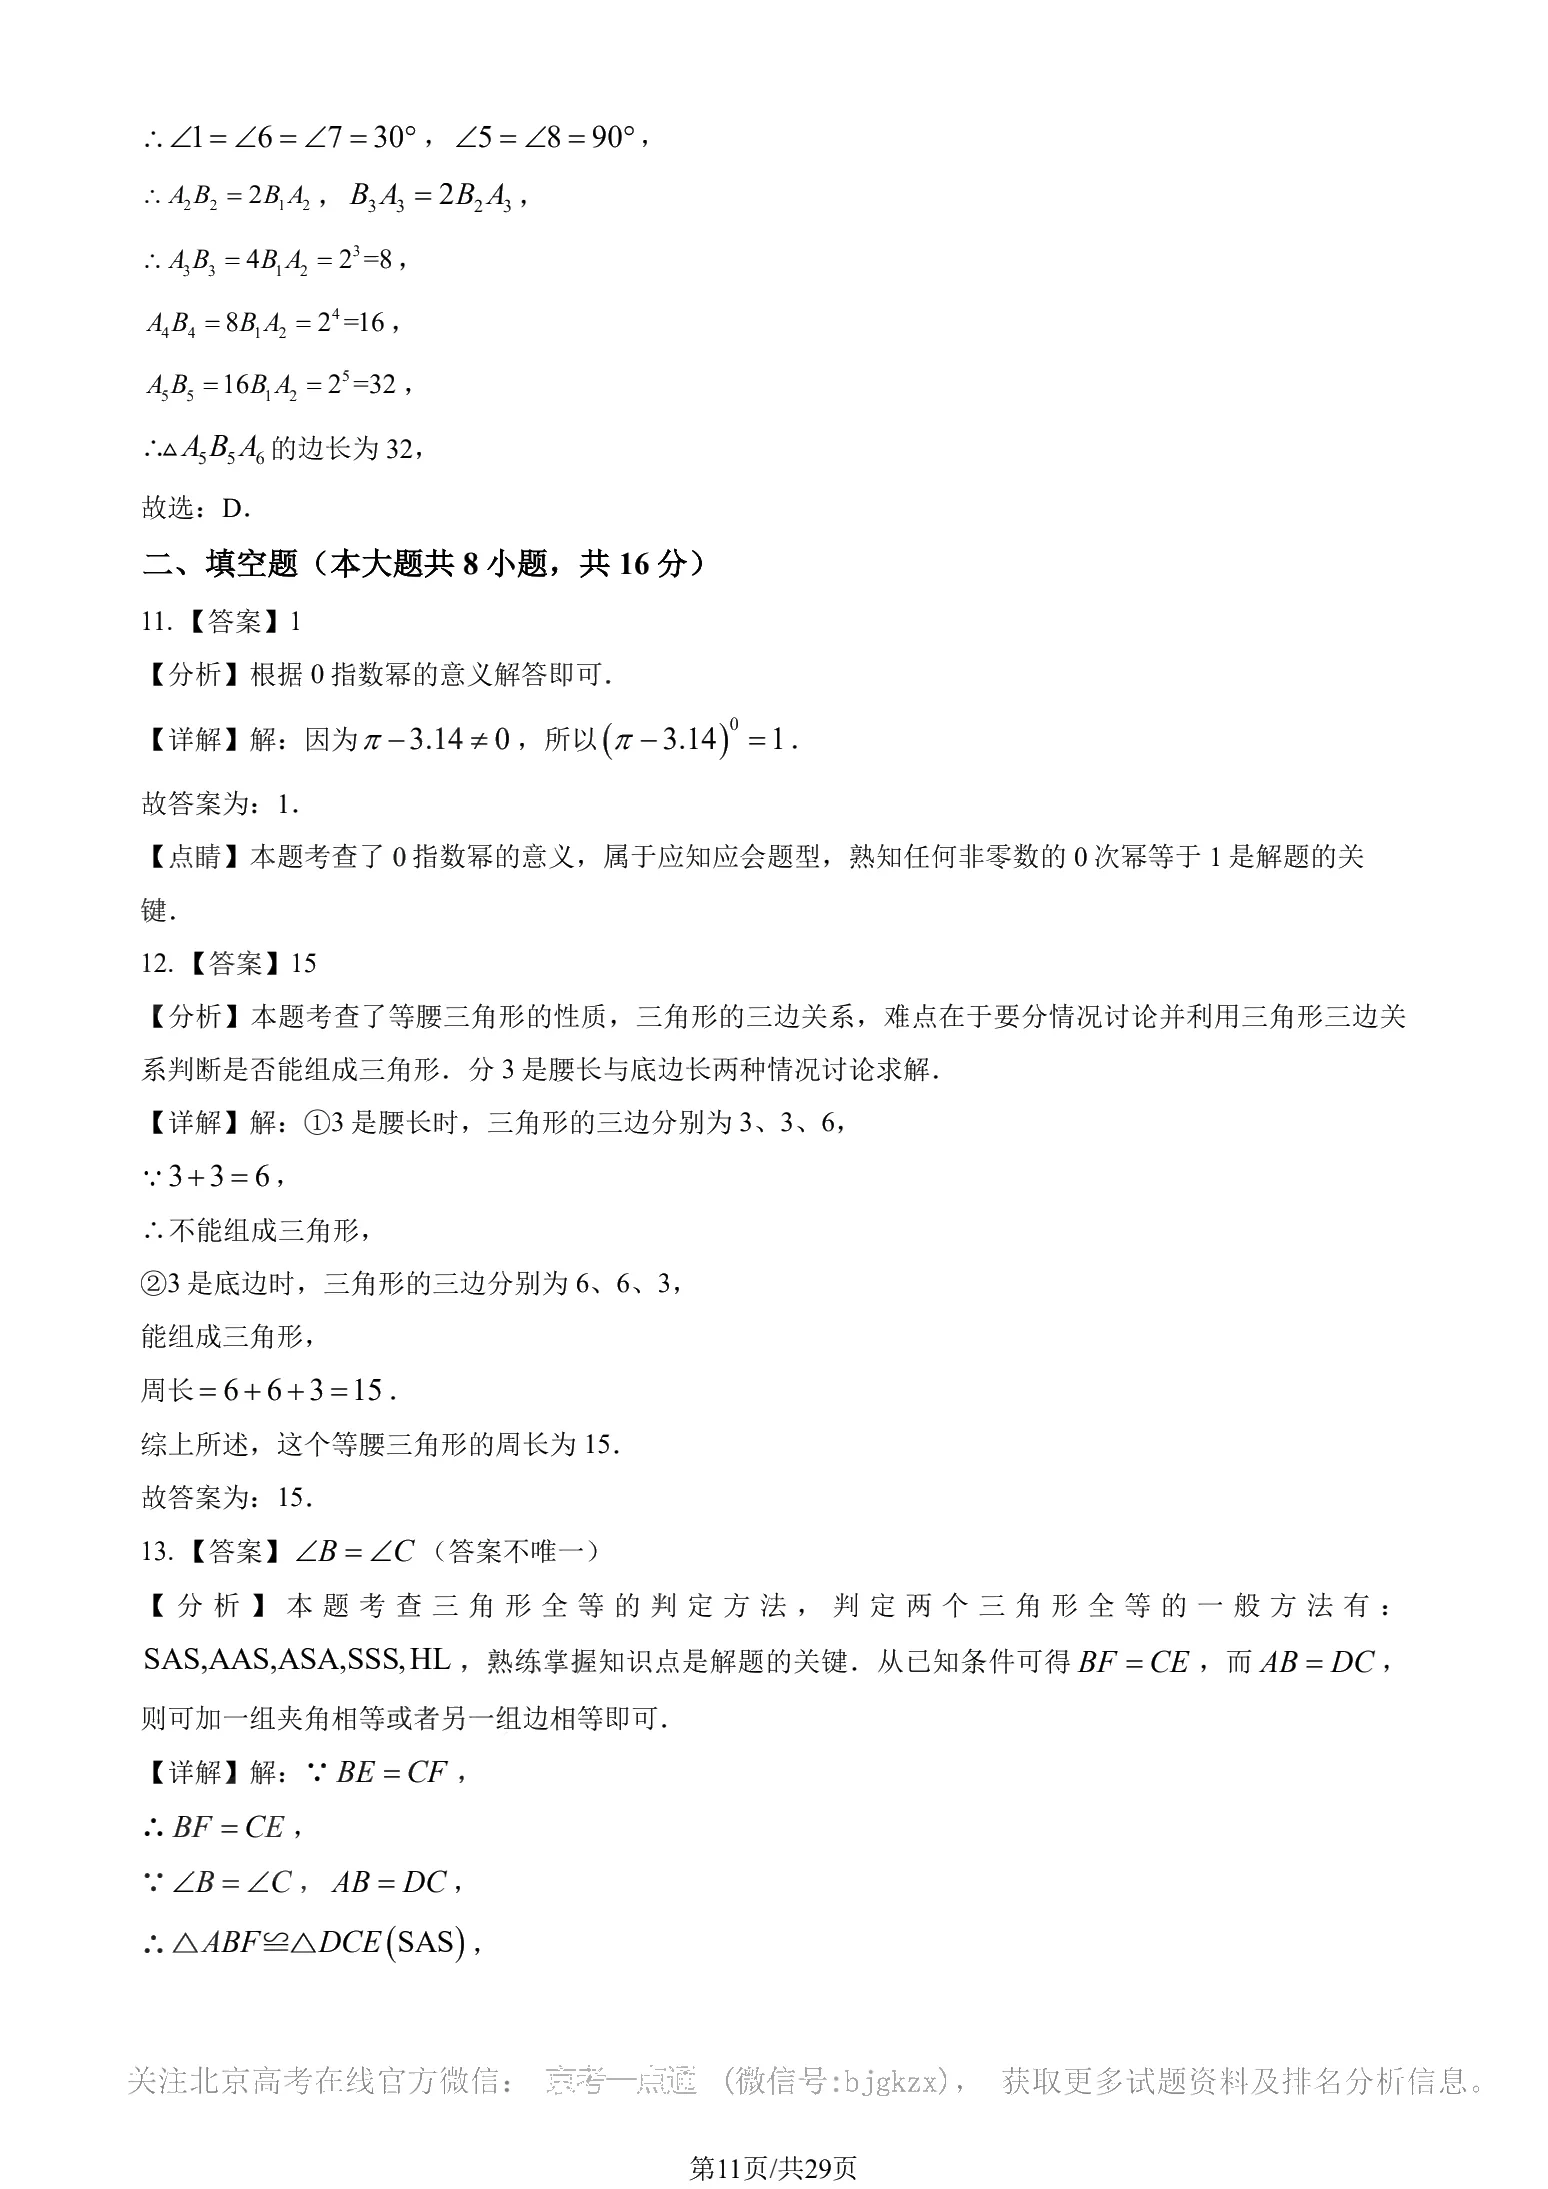 ∴∠1=∠6=∠7=30°，∠5=∠8=90°，
∴A₂B₂=2B₁A₂，B₃A₃=2B₂A₃，
∴A₃B₃=4B₁A₂=2³=8，
A₄B₄=8B₁A₂=2⁴=16，
A₅B₅=16B₁A₂=2⁵=32，
∴△A₅B₅A₆的边长为32，
故选：D．
二、填空题（本大题共8小题，共16分）
11.【答案】1
【分析】根据0指数幂的意义解答即可．
【详解】解：因为π−3.14≠0，所以(π−3.14)⁰=1．
故答案为：1．
【点睛】本题考查了0指数幂的意义，属于应知应会题型，熟知任何非零数的0次幂等于1是解题的关
键．
12.【答案】15
【分析】本题考查了等腰三角形的性质，三角形的三边关系，难点在于要分情况讨论并利用三角形三边关
系判断是否能组成三角形．分3是腰长与底边长两种情况讨论求解．
【详解】解：①3是腰长时，三角形的三边分别为3、3、6，
∵3+3=6，
∴不能组成三角形，
②3是底边时，三角形的三边分别为6、6、3，
能组成三角形，
周长=6+6+3=15．
综上所述，这个等腰三角形的周长为15．
故答案为：15．
13.【答案】∠B=∠C（答案不唯一）
【分析】本题考查三角形全等的判定方法，判定两个三角形全等的一般方法有：
SAS,AAS,ASA,SSS,HL，熟练掌握知识点是解题的关键．从已知条件可得BF=CE，而AB=DC，
则可加一组夹角相等或者另一组边相等即可．
【详解】解：∵BE=CF，
∴BF=CE，
∵∠B=∠C，AB=DC，
∴△ABF≌△DCE(SAS)，
关注北京高考在线官方微信： 京考一点通 (微信号:bjgkzx)， 获取更多试题资料及排名分析信息。
第11页/共29页